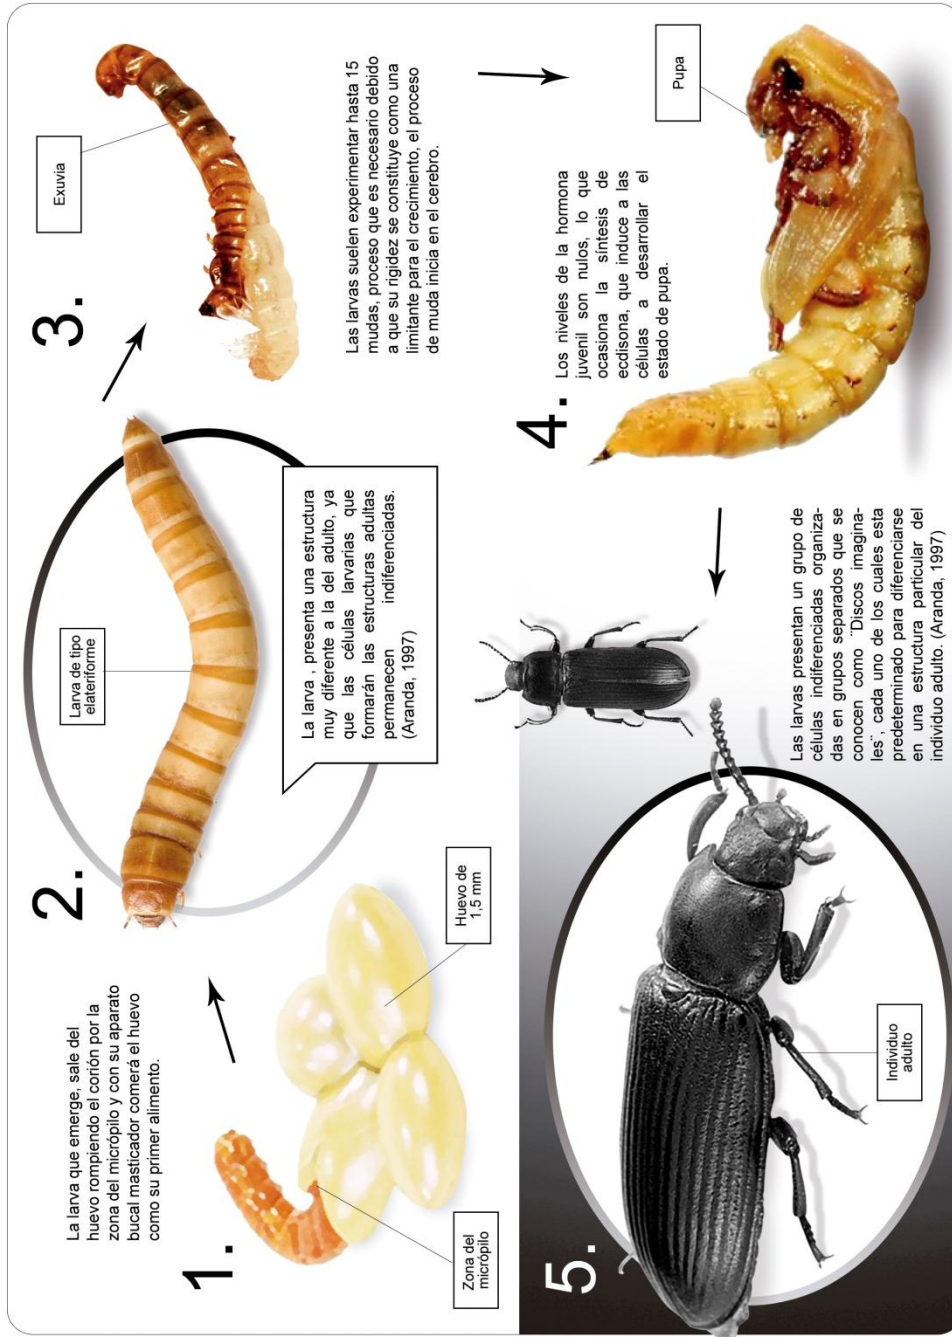 1.
La larva que emerge, sale del
huevo rompiendo el corión por la
zona del micrópilo y con su aparato
bucal masticador comerá el huevo
como su primer alimento.
Zona del
micrópilo
Huevo de
1,5 mm
2.
Larva de tipo
elateriforme
La larva , presenta una estructura
muy diferente a la del adulto, ya
que las células larvarias que
formarán las estructuras adultas
permanecen indiferenciadas.
(Aranda, 1997)
3.
Exuvia
Las larvas suelen experimentar hasta 15
mudas, proceso que es necesario debido
a que su rigidez se constituye como una
limitante para el crecimiento, el proceso
de muda inicia en el cerebro.
4.
Los niveles de la hormona
juvenil son nulos, lo que
ocasiona la síntesis de
ecdisona, que induce a las
células a desarrollar el
estado de pupa.
Pupa
5.
Individuo
adulto
Las larvas presentan un grupo de
células indiferenciadas organiza-
das en grupos separados que se
conocen como ¨Discos imagina-
les¨, cada uno de los cuales esta
predeterminado para diferenciarse
en una estructura particular del
individuo adulto. (Aranda, 1997)